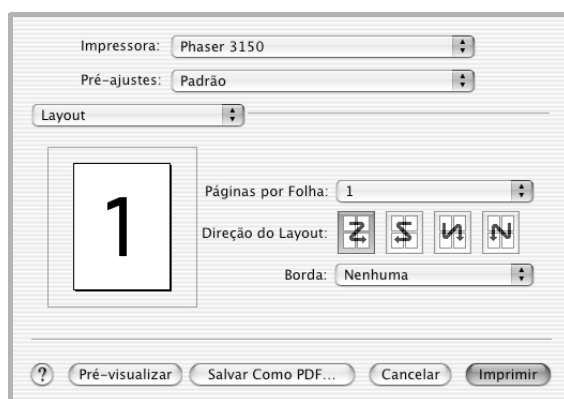 Impressora: Phaser 3150
Pré-ajustes: Padrão
Layout
1
Páginas por Folha: 1
Direção do Layout:
Borda: Nenhuma
? Pré-visualizar Salvar Como PDF... Cancelar Imprimir